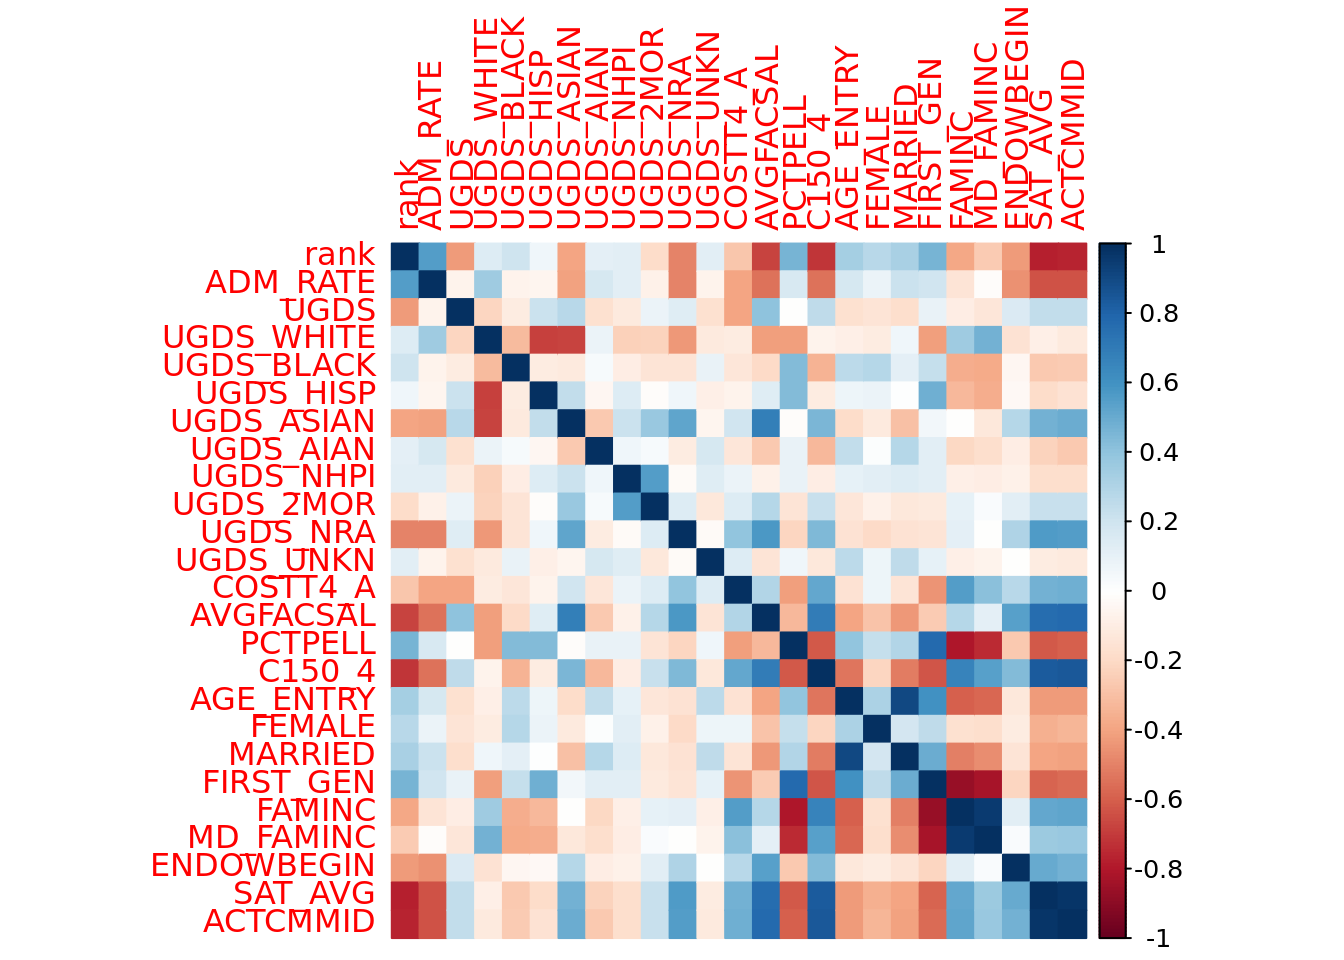 rank
ADM_RATE
UGDS
UGDS_WHITE
UGDS_BLACK
UGDS_HISP
UGDS_ASIAN
UGDS_AIAN
UGDS_NHPI
UGDS_2MOR
UGDS_NRA
UGDS_UNKN
COSTT4_A
AVGFACSAL
PCTPELL
C150_4
AGE_ENTRY
FEMALE
MARRIED
FIRST_GEN
FAMINC
MD_FAMINC
ENDOWBEGIN
SAT_AVG
ACTCMMID
rank
ADM_RATE
UGDS
UGDS_WHITE
UGDS_BLACK
UGDS_HISP
UGDS_ASIAN
UGDS_AIAN
UGDS_NHPI
UGDS_2MOR
UGDS_NRA
UGDS_UNKN
COSTT4_A
AVGFACSAL
PCTPELL
C150_4
AGE_ENTRY
FEMALE
MARRIED
FIRST_GEN
FAMINC
MD_FAMINC
ENDOWBEGIN
SAT_AVG
ACTCMMID
1
0.8
0.6
0.4
0.2
0
-0.2
-0.4
-0.6
-0.8
-1